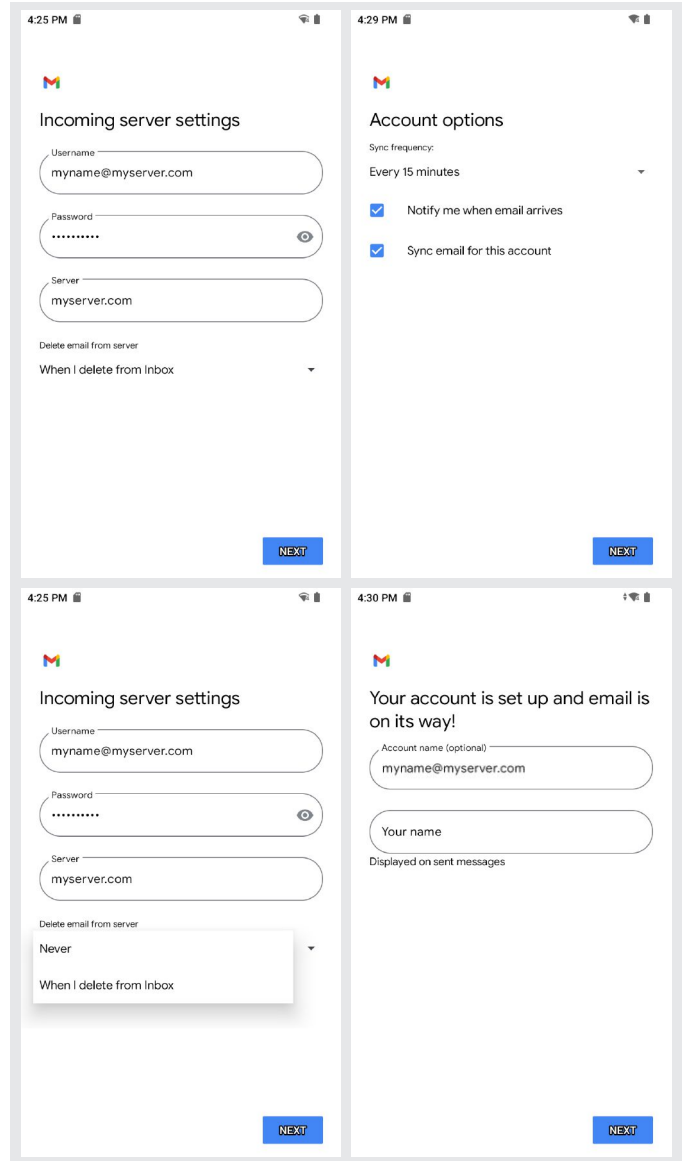 4:25 PM
Incoming server settings
Username
myname@myserver.com
Password
••••••••••
Server
myserver.com
Delete email from server
When I delete from Inbox
NEXT
4:29 PM
Account options
Sync frequency:
Every 15 minutes
Notify me when email arrives
Sync email for this account
NEXT
4:25 PM
Incoming server settings
Username
myname@myserver.com
Password
••••••••••
Server
myserver.com
Delete email from server
Never
When I delete from Inbox
NEXT
4:30 PM
Your account is set up and email is
on its way!
Account name (optional)
myname@myserver.com
Your name
Displayed on sent messages
NEXT